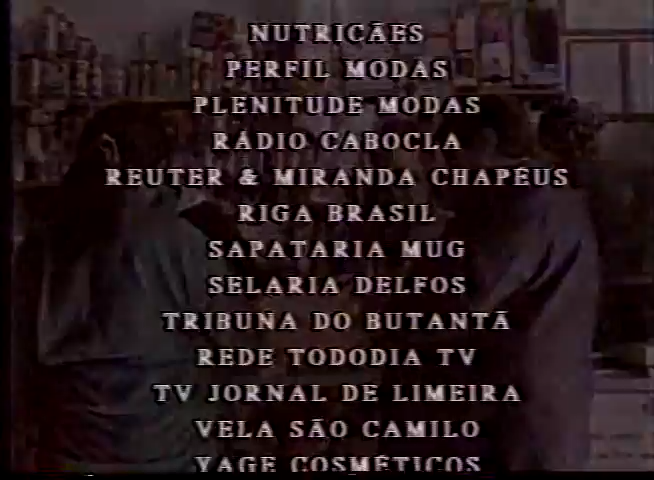 NUTRICÃES
PERFIL MODAS
PLENITUDE MODAS
RÁDIO CABOCLA
REUTER & MIRANDA CHAPÉUS
RIGA BRASIL
SAPATARIA MUG
SELARIA DELFOS
TRIBUNA DO BUTANTÃ
REDE TODODIA TV
TV JORNAL DE LIMEIRA
VELA SÃO CAMILO
YAGE COSMÉTICOS